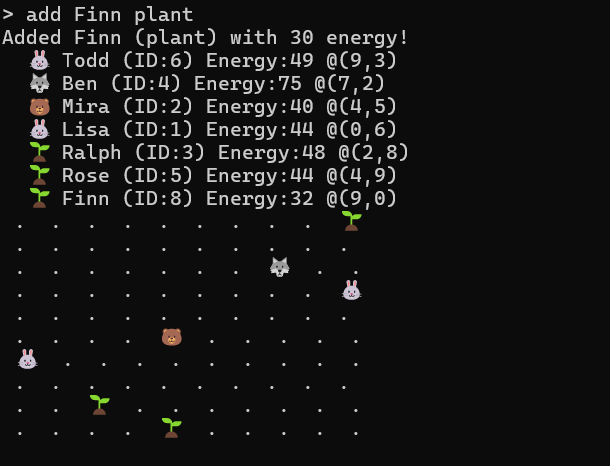 > add Finn plant
Added Finn (plant) with 30 energy!
🐰 Todd (ID:6) Energy:49 @(9,3)
🐺 Ben (ID:4) Energy:75 @(7,2)
🐻 Mira (ID:2) Energy:40 @(4,5)
🐰 Lisa (ID:1) Energy:44 @(0,6)
🌱 Ralph (ID:3) Energy:48 @(2,8)
🌱 Rose (ID:5) Energy:44 @(4,9)
🌱 Finn (ID:8) Energy:32 @(9,0)
. . . . . . . . . 🌱
. . . . . . . . . .
. . . . . . . 🐺 . .
. . . . . . . . . 🐰
. . . . . . . . . .
. . . . 🐻 . . . . .
🐰 . . . . . . . . .
. . . . . . . . . .
. . 🌱 . . . . . . .
. . . . 🌱 . . . . .